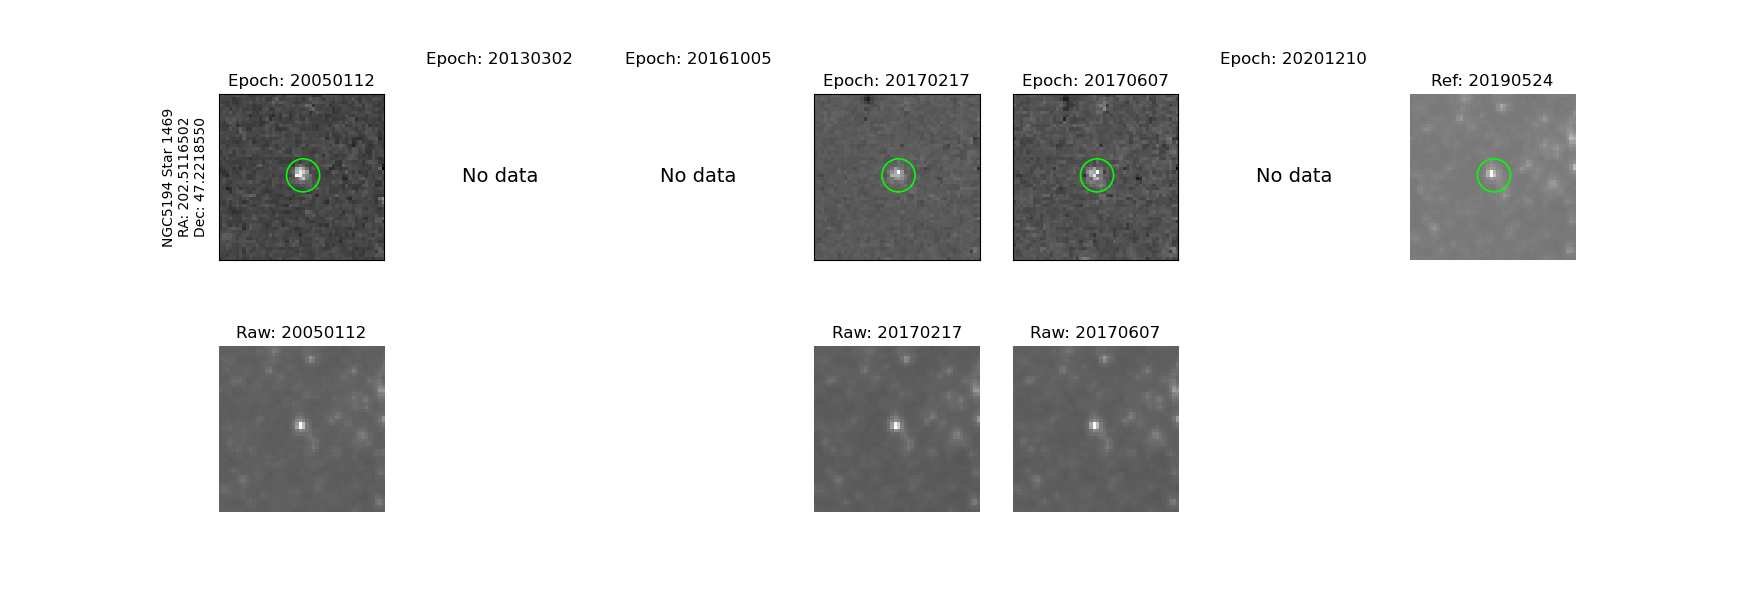 Epoch: 20050112
Epoch: 20130302
Epoch: 20161005
Epoch: 20170217
Epoch: 20170607
Epoch: 20201210
Ref: 20190524
NGC5194 Star 1469
RA: 202.5116502
Dec: 47.2218550
No data
No data
No data
Raw: 20050112
Raw: 20170217
Raw: 20170607